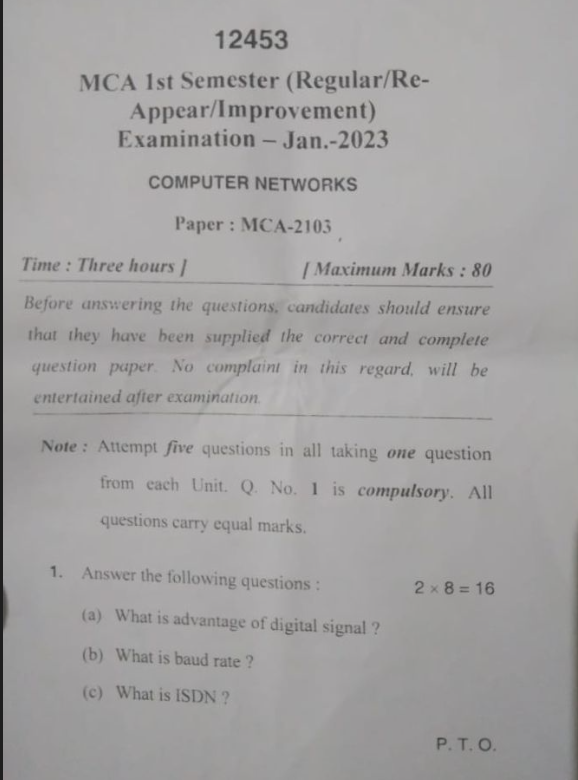 12453
MCA 1st Semester (Regular/Re-
Appear/Improvement)
Examination – Jan.-2023
COMPUTER NETWORKS
Paper : MCA-2103
Time : Three hours ] [ Maximum Marks : 80
Before answering the questions, candidates should ensure
that they have been supplied the correct and complete
question paper. No complaint in this regard, will be
entertained after examination.
Note : Attempt five questions in all taking one question
from each Unit. Q. No. 1 is compulsory. All
questions carry equal marks.
1. Answer the following questions : 2 × 8 = 16
(a) What is advantage of digital signal ?
(b) What is baud rate ?
(c) What is ISDN ?
P. T. O.